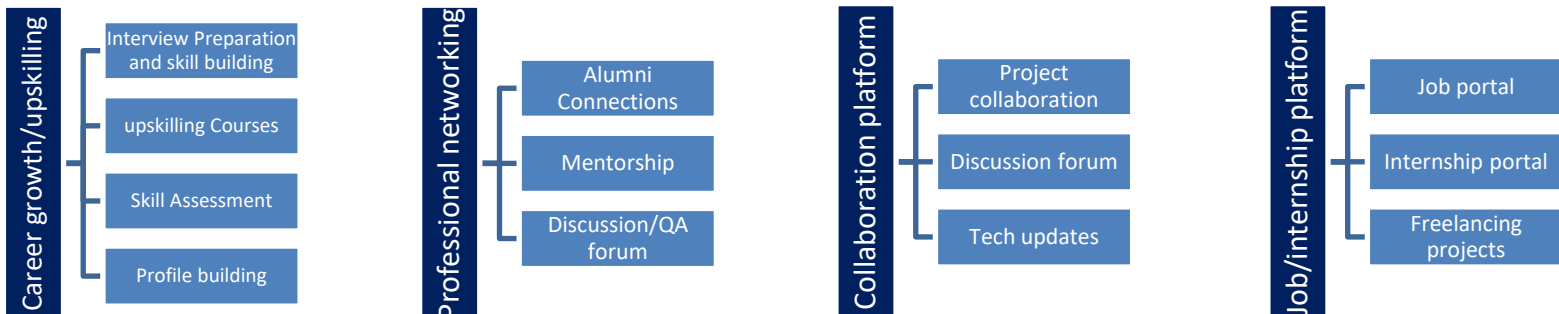 Career growth/upskilling
Interview Preparation
and skill building
upskilling Courses
Skill Assessment
Profile building
Professional networking
Alumni
Connections
Mentorship
Discussion/QA
forum
Collaboration platform
Project
collaboration
Discussion forum
Tech updates
Job/internship platform
Job portal
Internship portal
Freelancing
projects